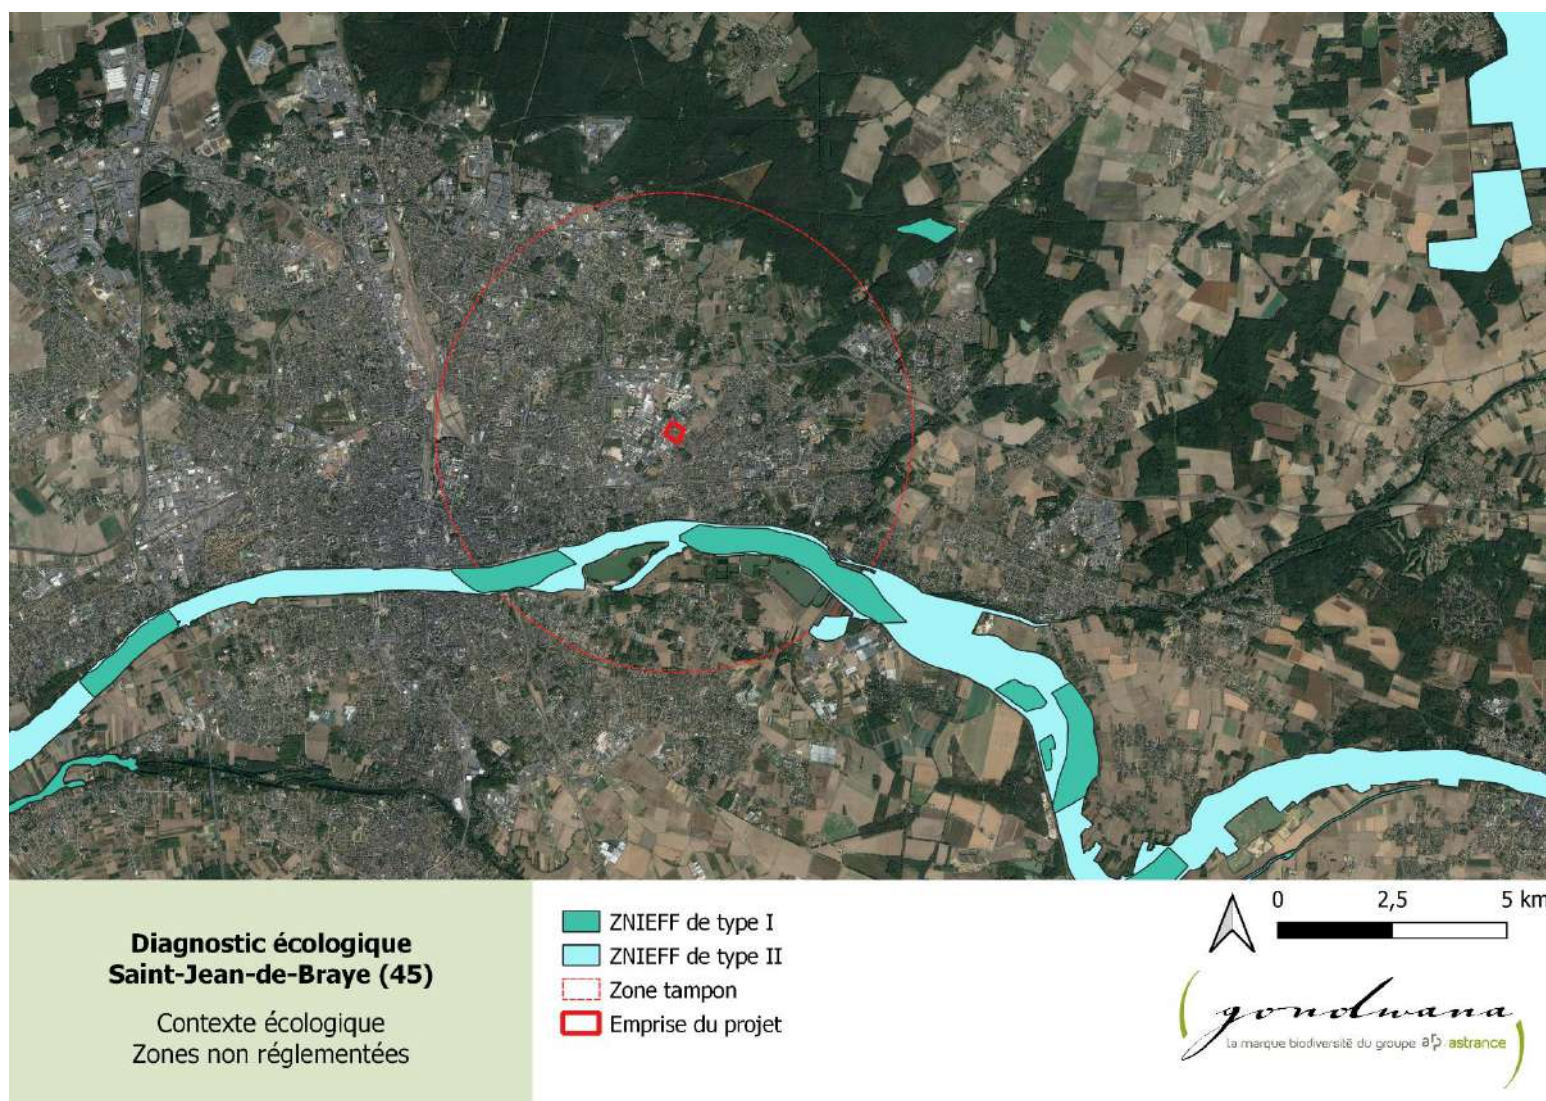 Diagnostic écologique
Saint-Jean-de-Braye (45)
Contexte écologique
Zones non réglementées
ZNIEFF de type I
ZNIEFF de type II
Zone tampon
Emprise du projet
0 2,5 5 km
gondwana
la marque biodiversité du groupe arp. astrance